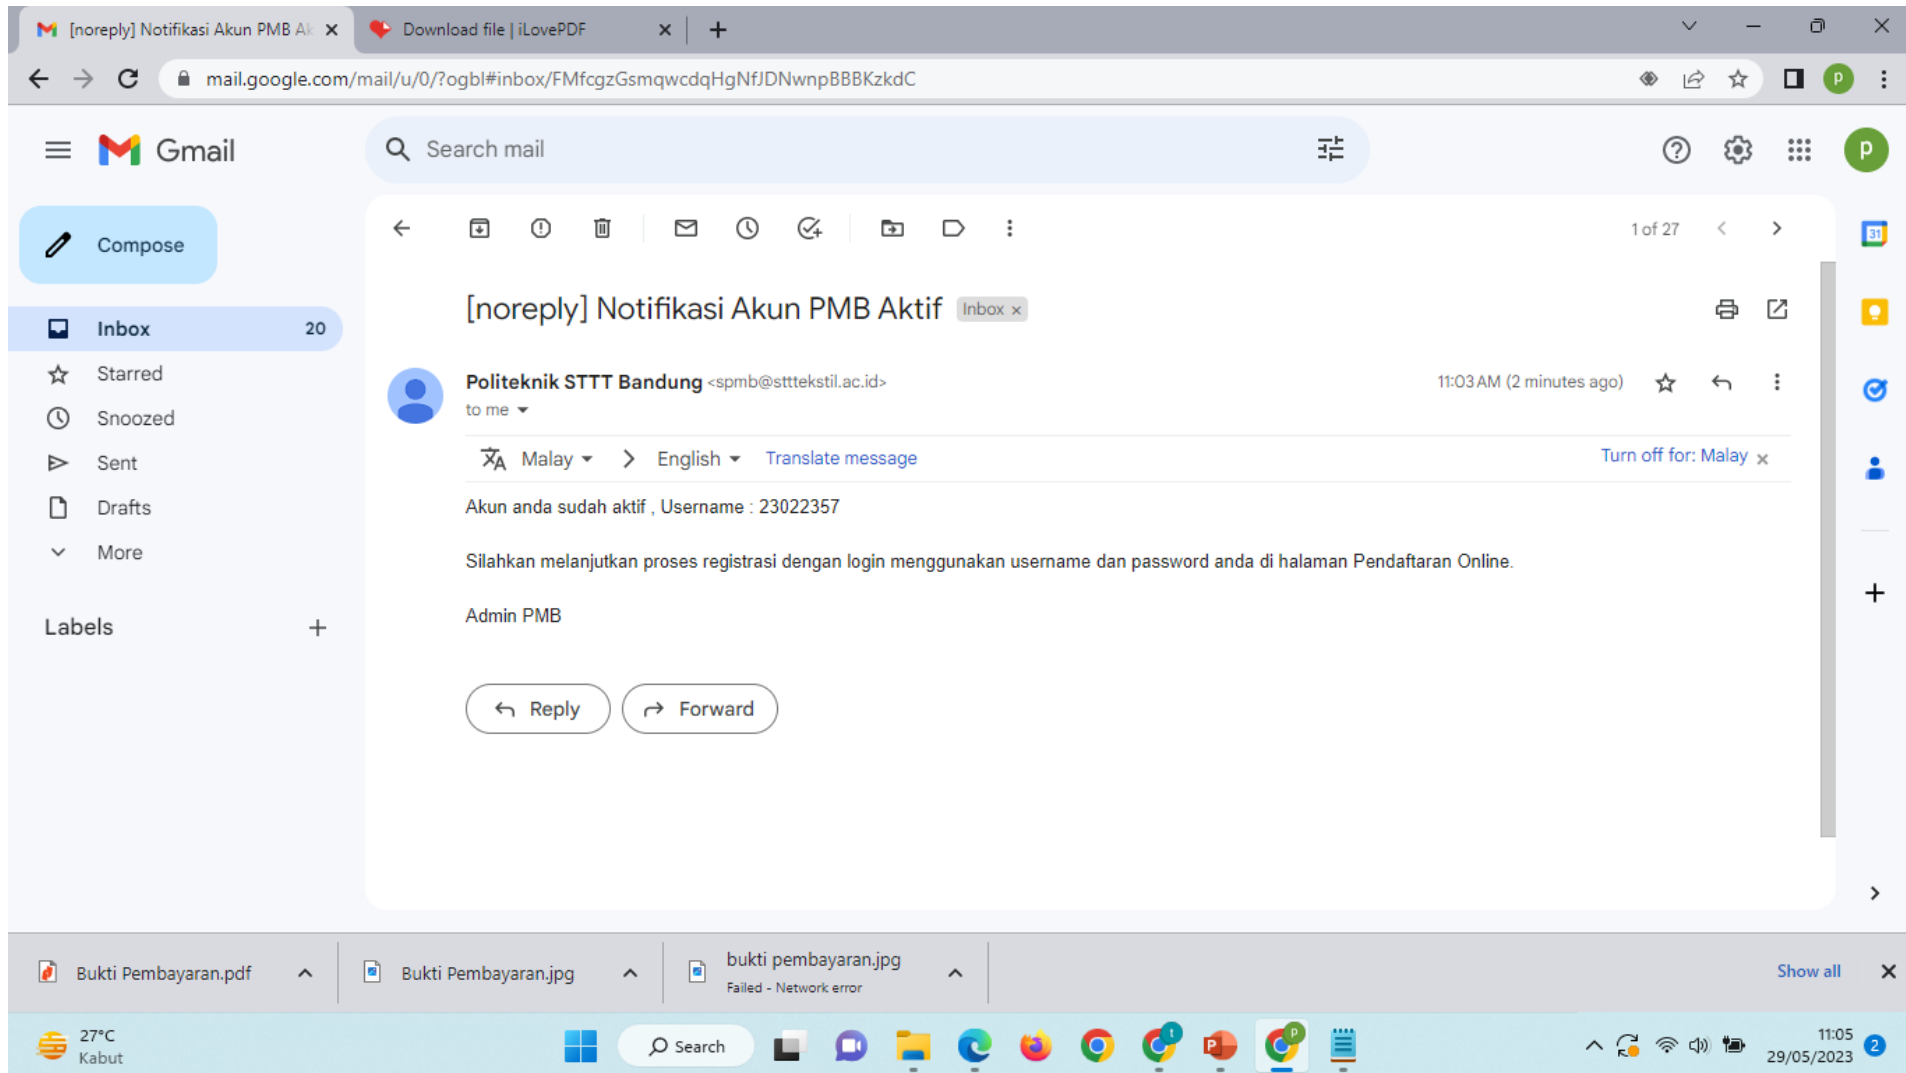 [noreply] Notifikasi Akun PMB Ak
Download file | iLovePDF
mail.google.com/mail/u/0/?ogbl#inbox/FMfcgzGsmqwcdqHgNfJDNwnpBBBKzkdC
p
Gmail
Search mail
p
Compose
1 of 27
31
[noreply] Notifikasi Akun PMB Aktif Inbox x
Inbox 20
Starred
Snoozed
Sent
Drafts
More
Labels
Politeknik STTT Bandung <spmb@stttekstil.ac.id>
11:03 AM (2 minutes ago)
to me
Malay > English Translate message
Turn off for: Malay x
Akun anda sudah aktif , Username : 23022357
Silahkan melanjutkan proses registrasi dengan login menggunakan username dan password anda di halaman Pendaftaran Online.
Admin PMB
Reply
Forward
Bukti Pembayaran.pdf
Bukti Pembayaran.jpg
bukti pembayaran.jpg
Failed - Network error
Show all
27°C
Kabut
Search
t
P
p
11:05
29/05/2023
2